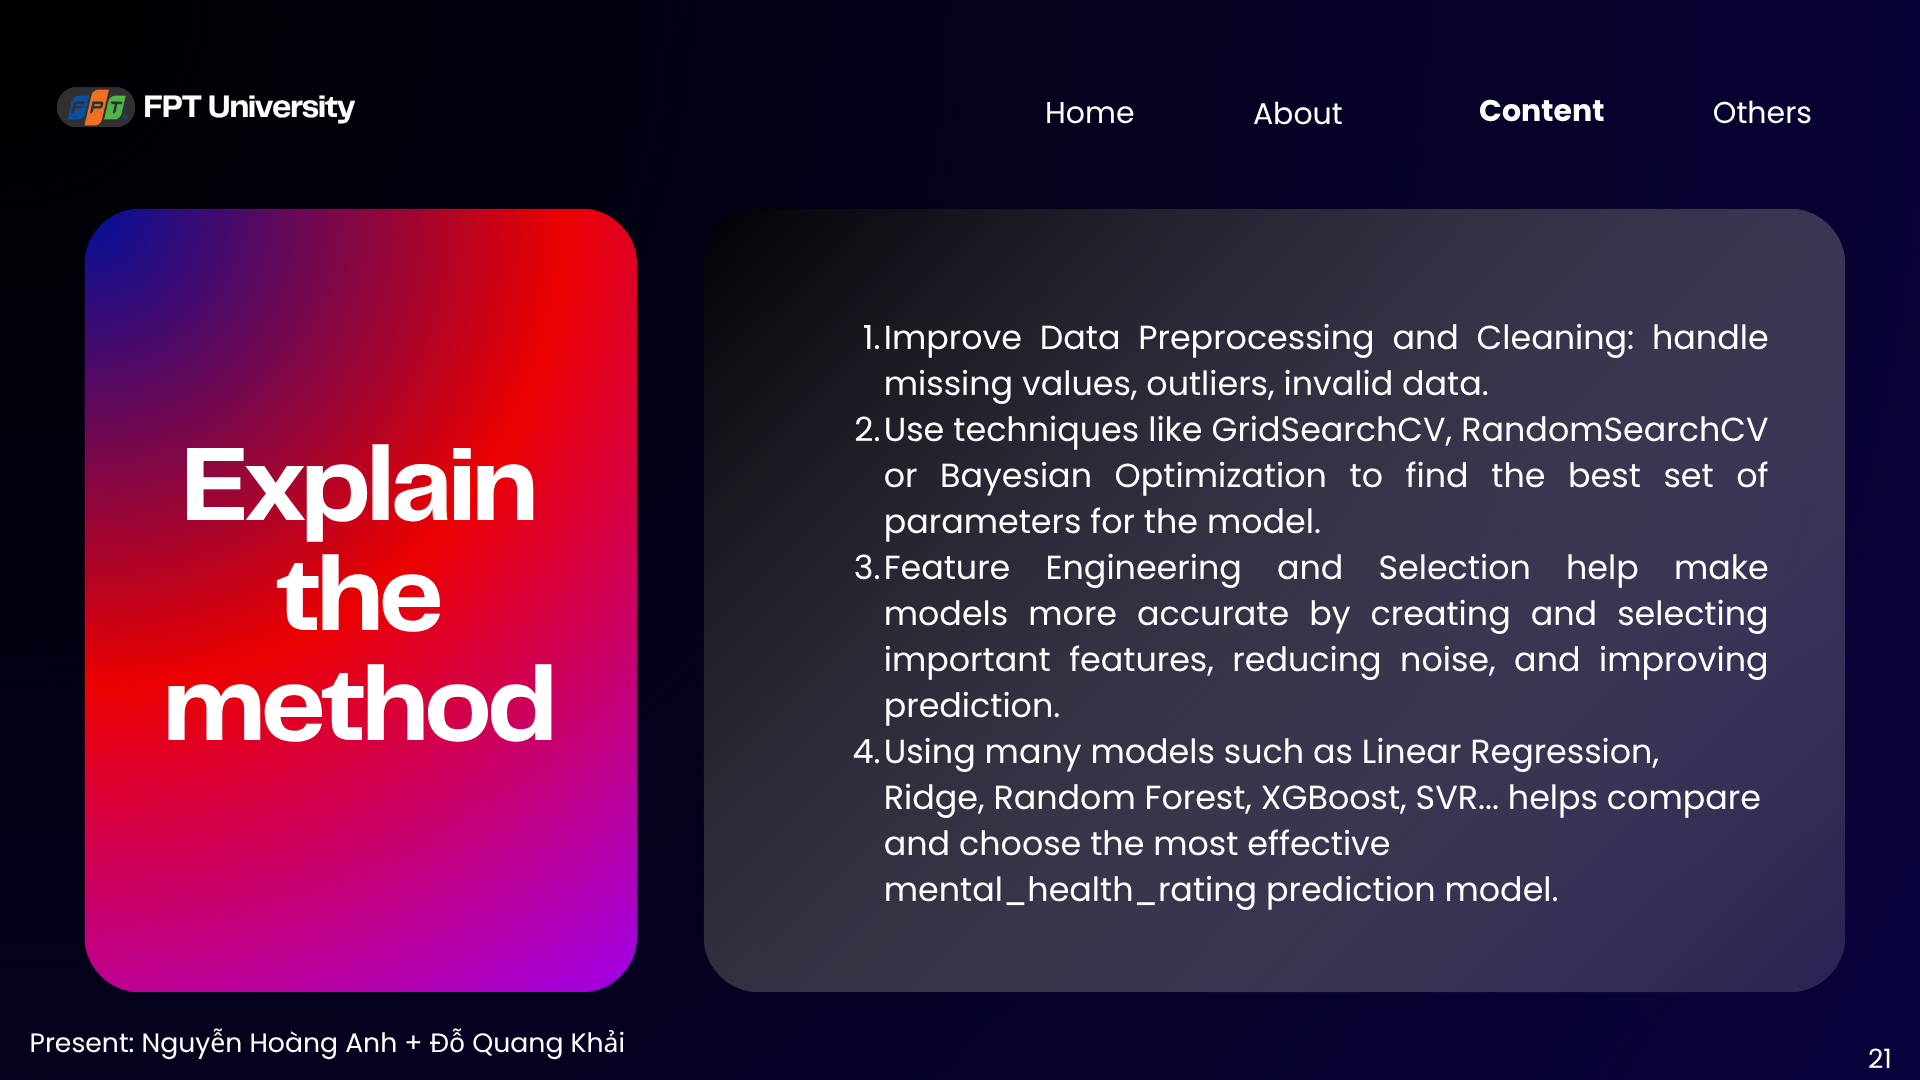 FPT FPT University
Home About Content Others
Explain
the
method
1. Improve Data Preprocessing and Cleaning: handle
missing values, outliers, invalid data.
2. Use techniques like GridSearchCV, RandomSearchCV
or Bayesian Optimization to find the best set of
parameters for the model.
3. Feature Engineering and Selection help make
models more accurate by creating and selecting
important features, reducing noise, and improving
prediction.
4. Using many models such as Linear Regression,
Ridge, Random Forest, XGBoost, SVR... helps compare
and choose the most effective
mental_health_rating prediction model.
Present: Nguyễn Hoàng Anh + Đỗ Quang Khải
21